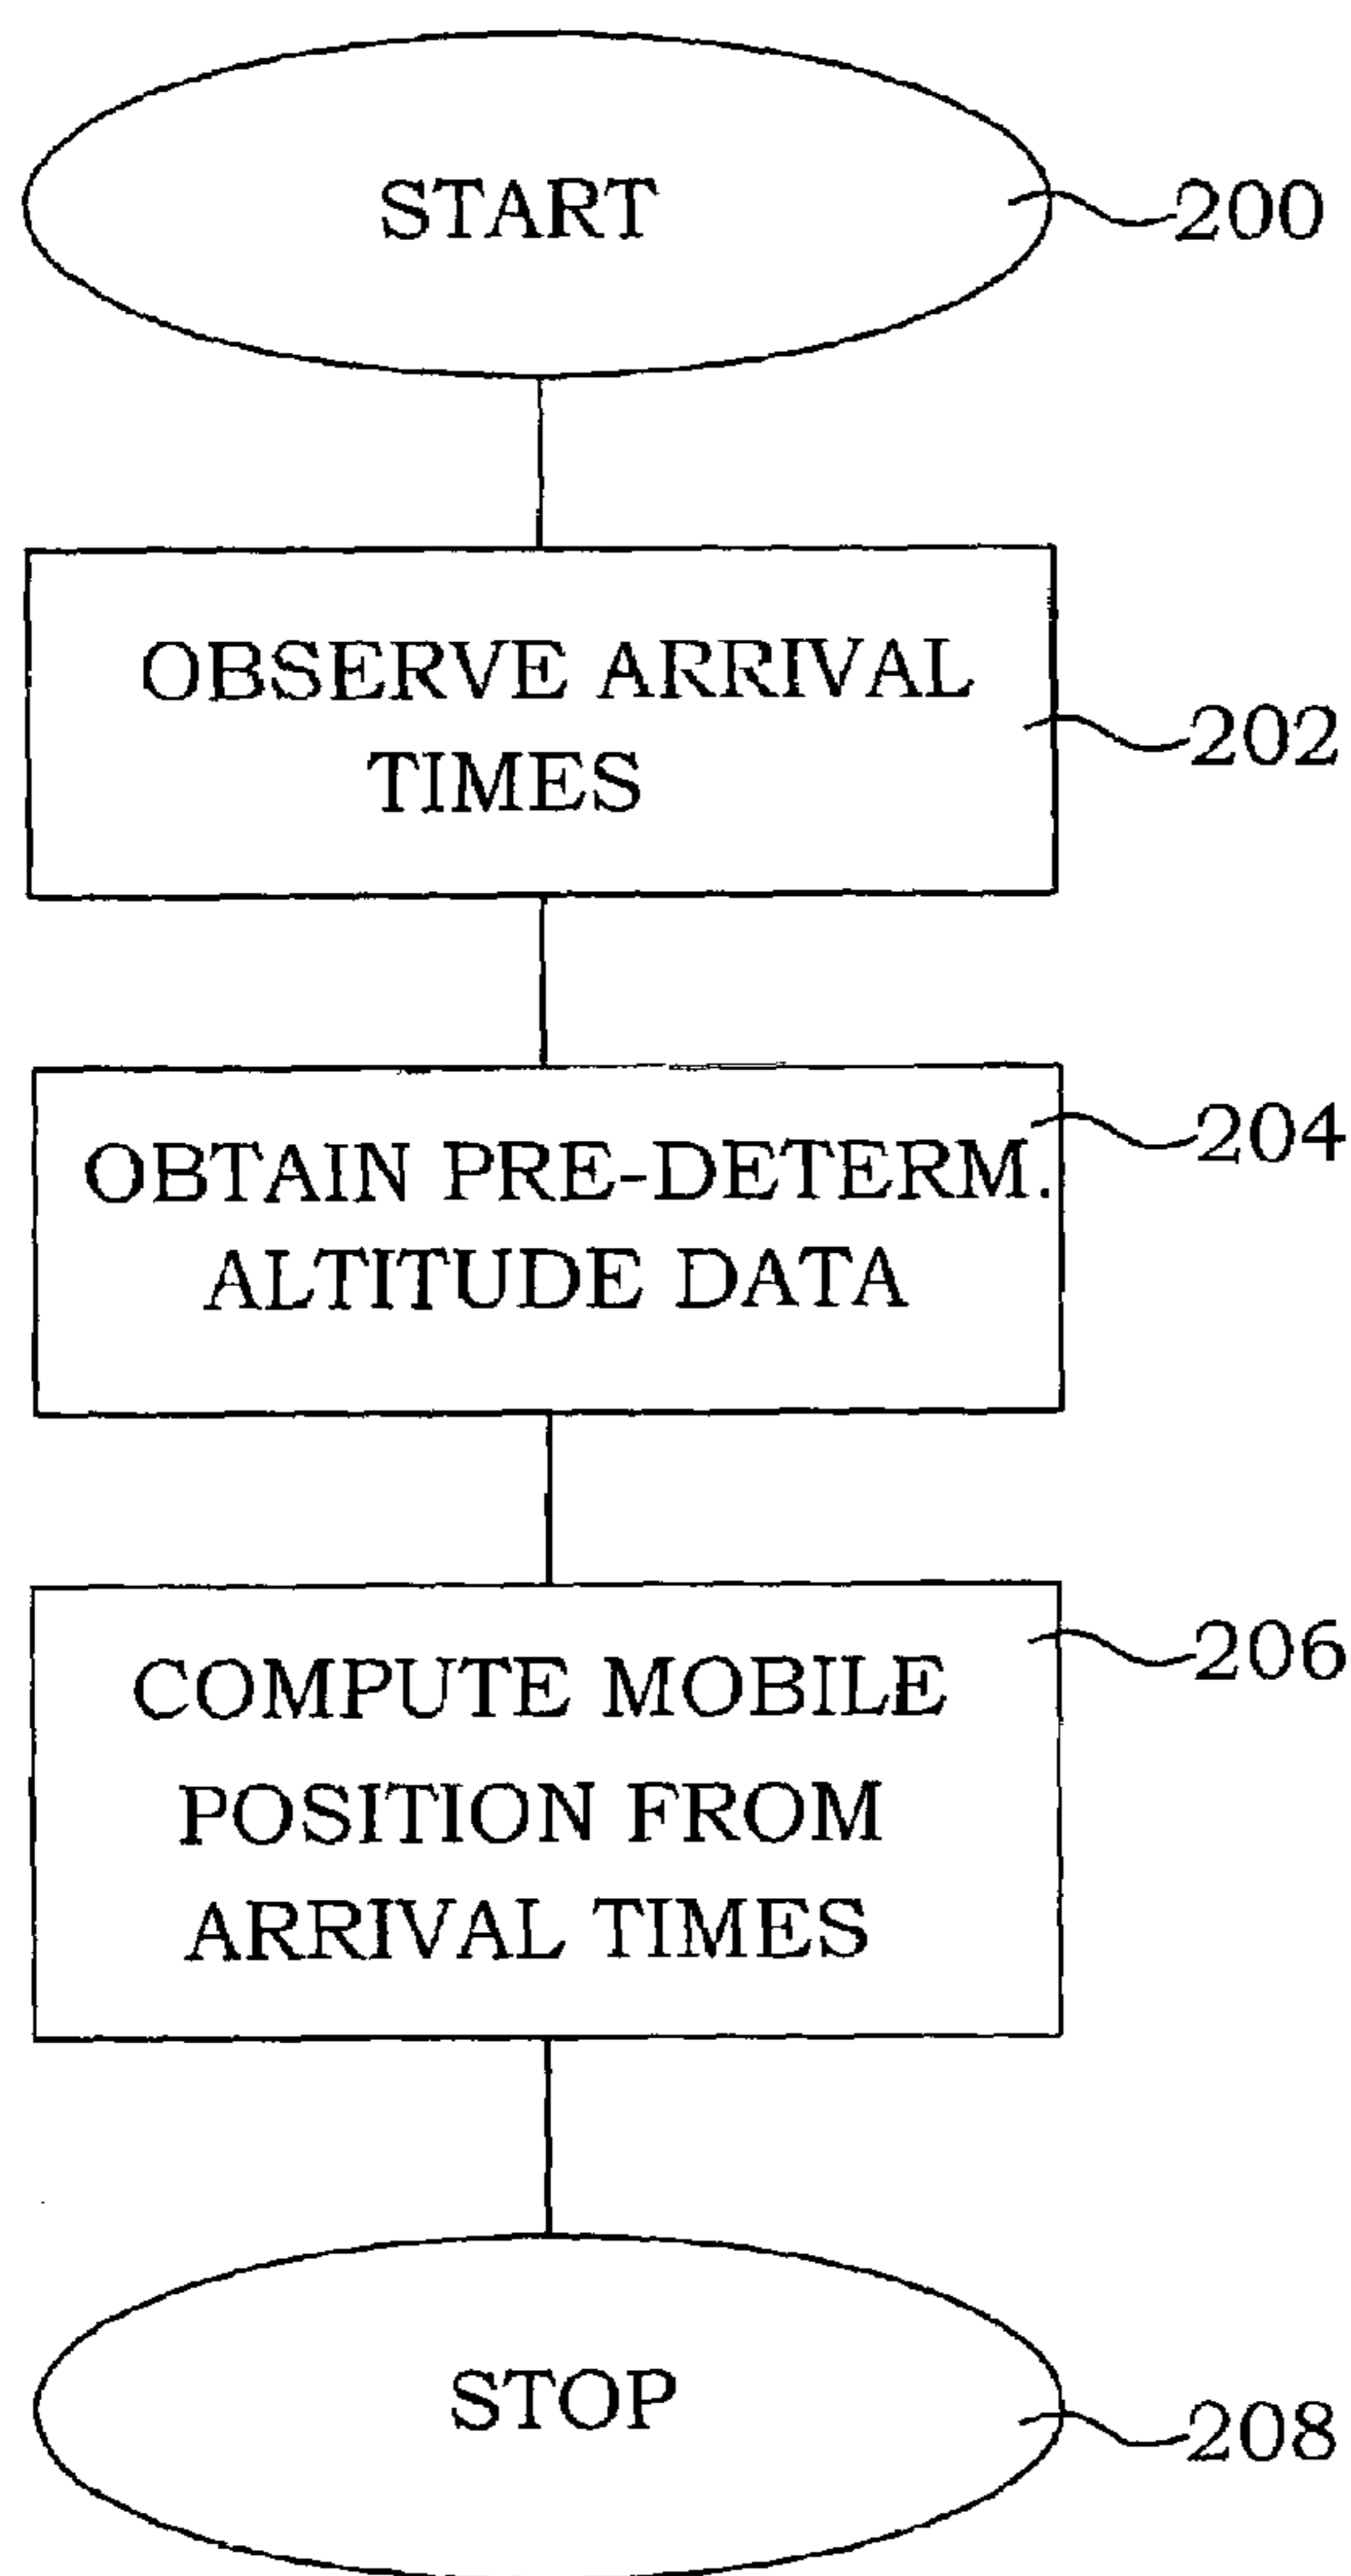 START
200
OBSERVE ARRIVAL
TIMES
202
OBTAIN PRE-DETERM.
ALTITUDE DATA
204
COMPUTE MOBILE
POSITION FROM
ARRIVAL TIMES
206
STOP
208